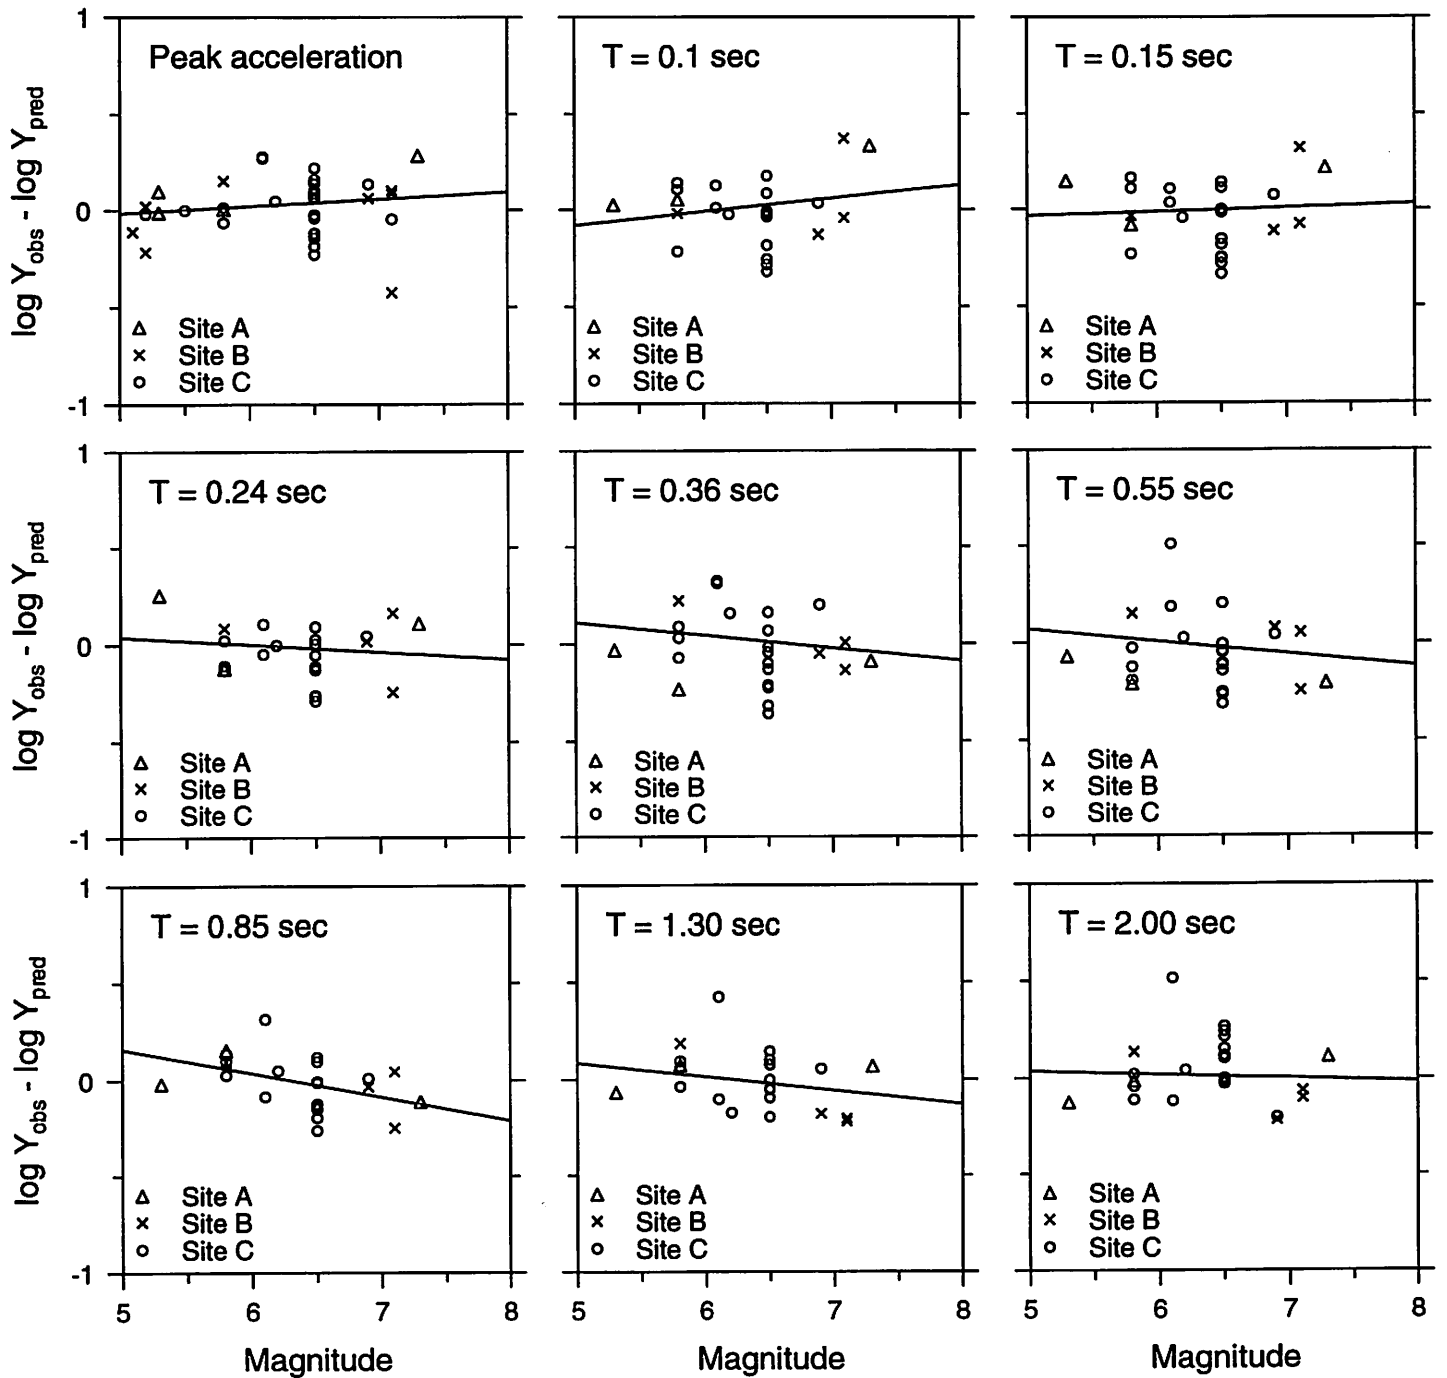 1
Peak acceleration
T = 0.1 sec
T = 0.15 sec
log Y_obs - log Y_pred
0
Site A
Site B
Site C
Site A
Site B
Site C
Site A
Site B
Site C
-1
1
T = 0.24 sec
T = 0.36 sec
T = 0.55 sec
log Y_obs - log Y_pred
0
Site A
Site B
Site C
Site A
Site B
Site C
Site A
Site B
Site C
-1
1
T = 0.85 sec
T = 1.30 sec
T = 2.00 sec
log Y_obs - log Y_pred
0
Site A
Site B
Site C
Site A
Site B
Site C
Site A
Site B
Site C
-1
5 6 7 8
5 6 7 8
5 6 7 8
Magnitude
Magnitude
Magnitude